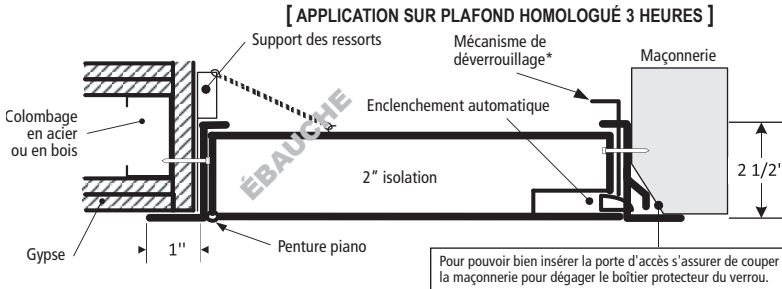 [ APPLICATION SUR PLAFOND HOMOLOGUÉ 3 HEURES ]
Support des ressorts
Mécanisme de
déverrouillage*
Maçonnerie
Colombage
en acier
ou en bois
Enclenchement automatique
ÉBAUCHE
2" isolation
2 1/2"
Gypse
1"
Penture piano
Pour pouvoir bien insérer la porte d'accès s'assurer de couper
la maçonnerie pour dégager le boîtier protecteur du verrou.